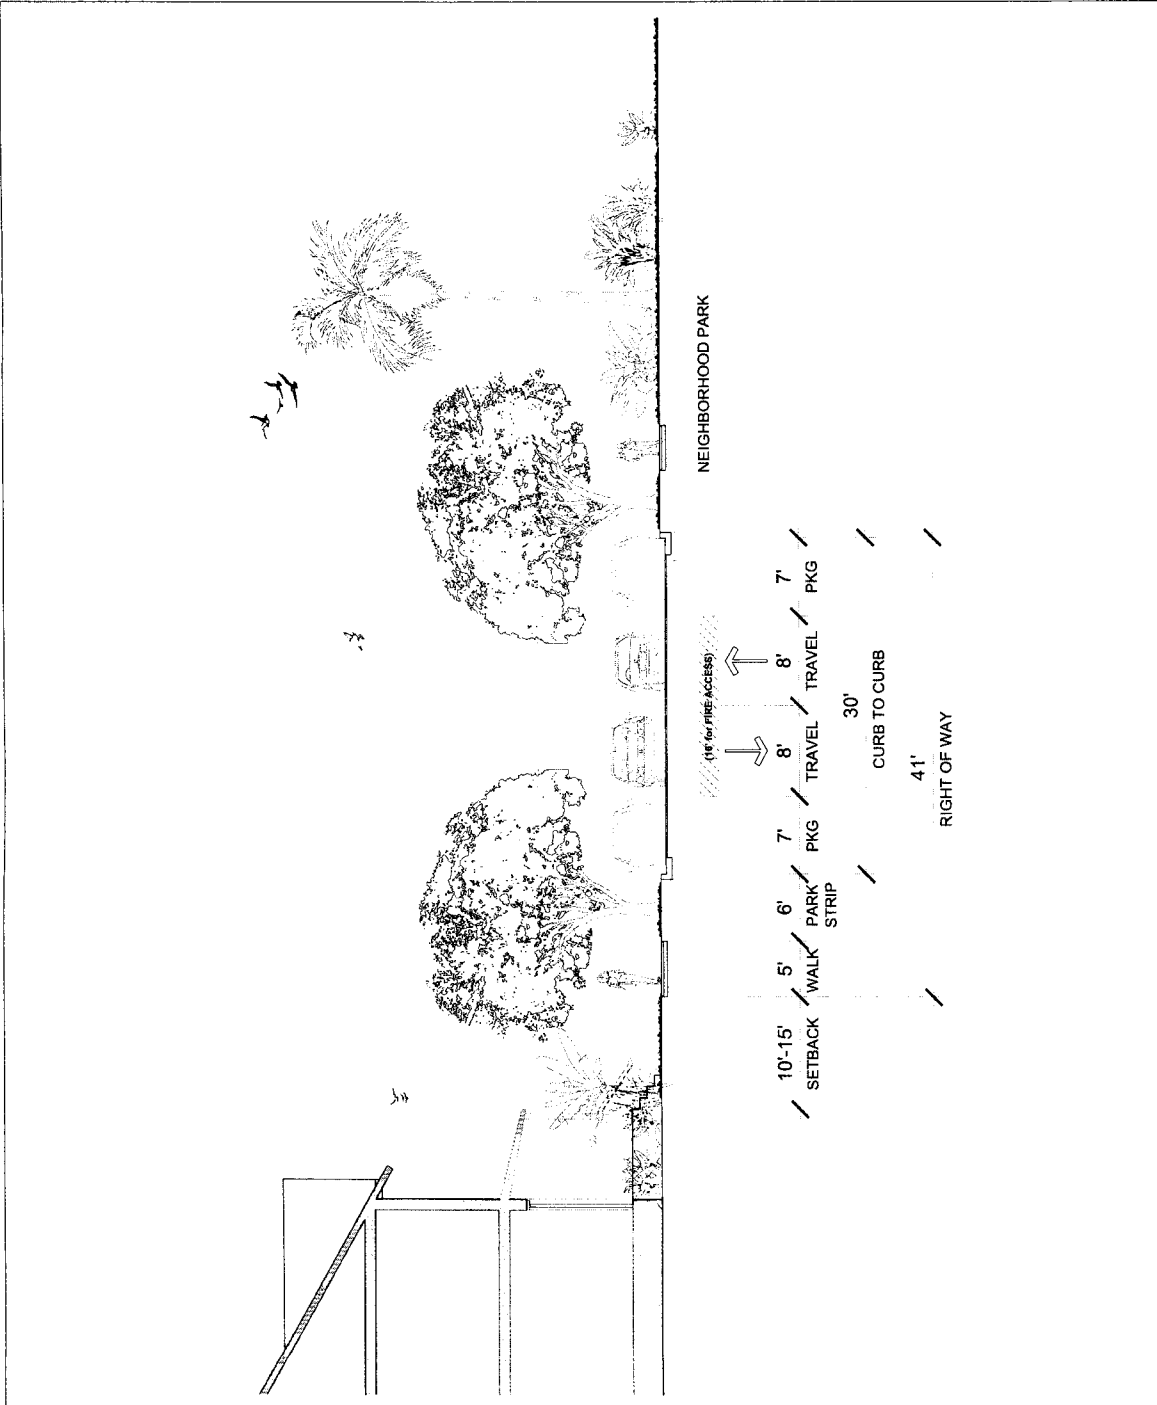 NEIGHBORHOOD PARK
(16' for FIRE ACCESS)
10'-15' 5' 6' 7' 8' 8' 7'
SETBACK WALK PARK PKG TRAVEL TRAVEL PKG
STRIP
30'
CURB TO CURB
41'
RIGHT OF WAY